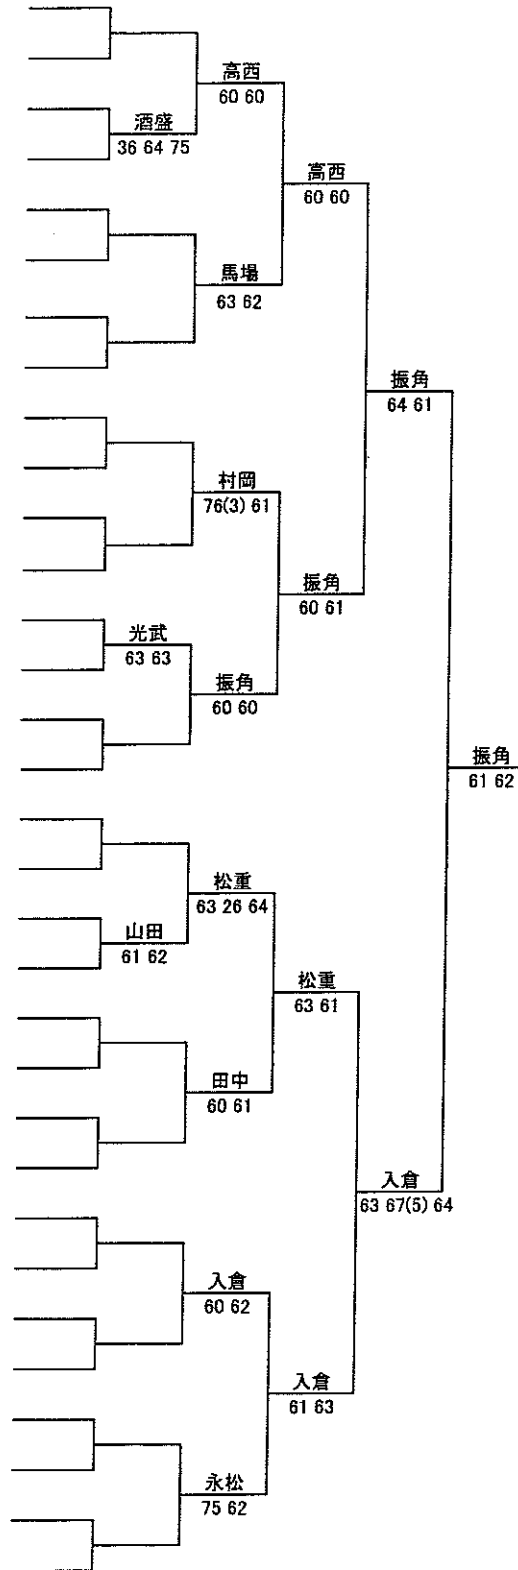 高西
60 60
酒盛
36 64 75
高西
60 60
馬場
63 62
振角
64 61
村岡
76(3) 61
振角
60 61
光武
63 63
振角
60 60
振角
61 62
松重
63 26 64
山田
61 62
松重
63 61
田中
60 61
入倉
63 67(5) 64
入倉
60 62
入倉
61 63
永松
75 62